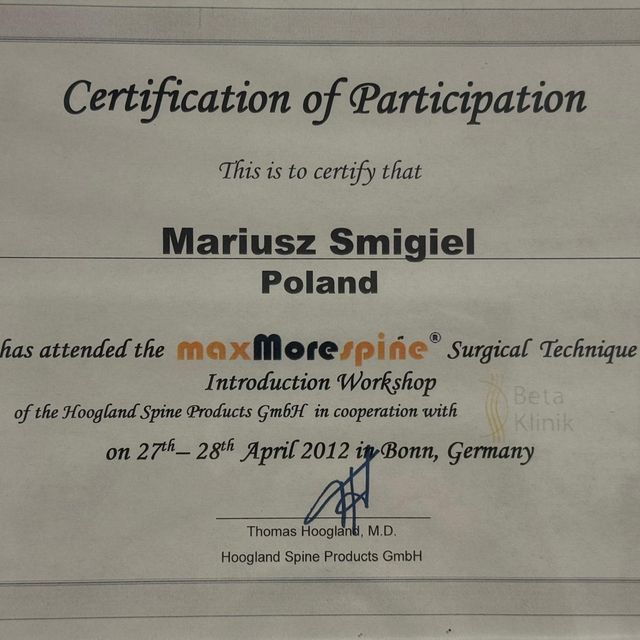 Certification of Participation
This is to certify that
Mariusz Smigiel
Poland
has attended the maxMorespine® Surgical Technique
Introduction Workshop
of the Hoogland Spine Products GmbH in cooperation with Beta Klinik
on 27th– 28th April 2012 in Bonn, Germany
Thomas Hoogland, M.D.
Hoogland Spine Products GmbH